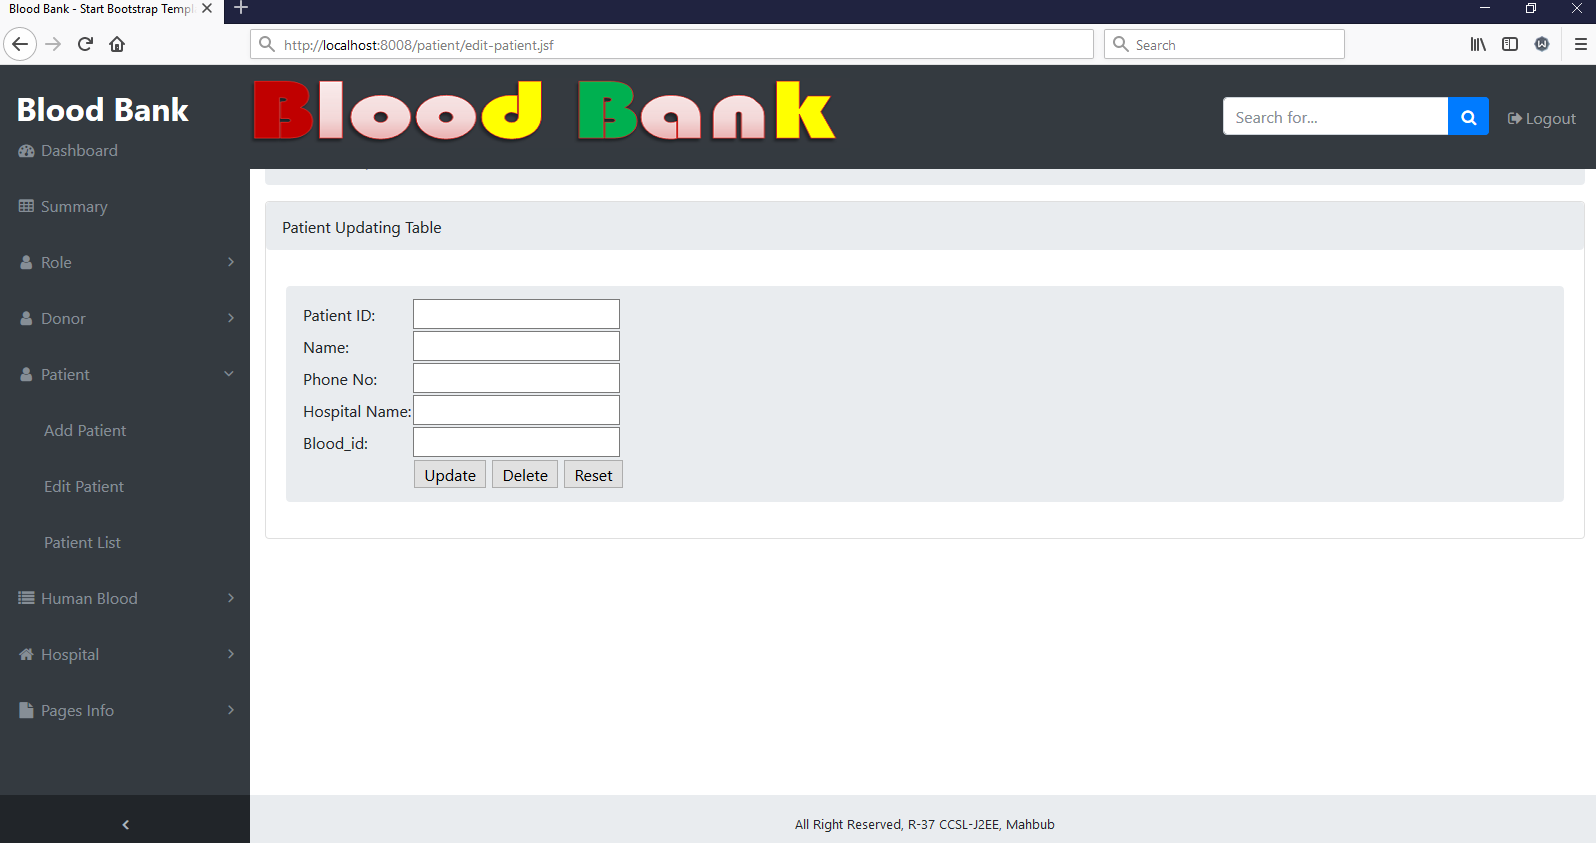 Blood Bank - Start Bootstrap Templ
http://localhost:8008/patient/edit-patient.jsf
Search
Blood Bank
Blood Bank
Search for...
Logout
Dashboard
Summary
Role
Donor
Patient
Add Patient
Edit Patient
Patient List
Human Blood
Hospital
Pages Info
Patient Updating Table
Patient ID:
Name:
Phone No:
Hospital Name:
Blood_id:
Update Delete Reset
All Right Reserved, R-37 CCSL-J2EE, Mahbub